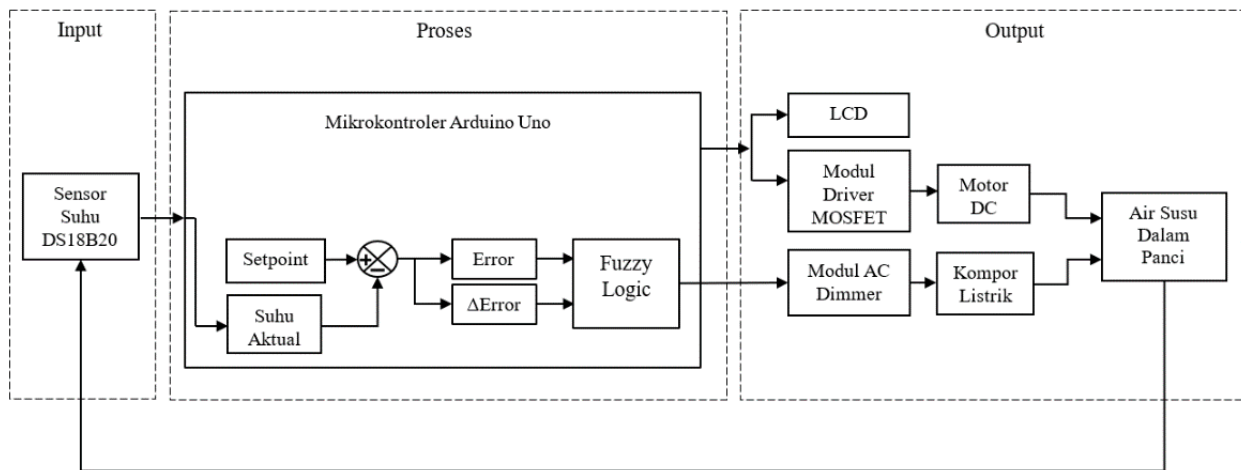 Input
Proses
Output
Mikrokontroler Arduino Uno
Sensor
Suhu
DS18B20
Setpoint
+
−
Suhu
Aktual
Error
ΔError
Fuzzy
Logic
LCD
Modul
Driver
MOSFET
Motor
DC
Modul AC
Dimmer
Kompor
Listrik
Air Susu
Dalam
Panci